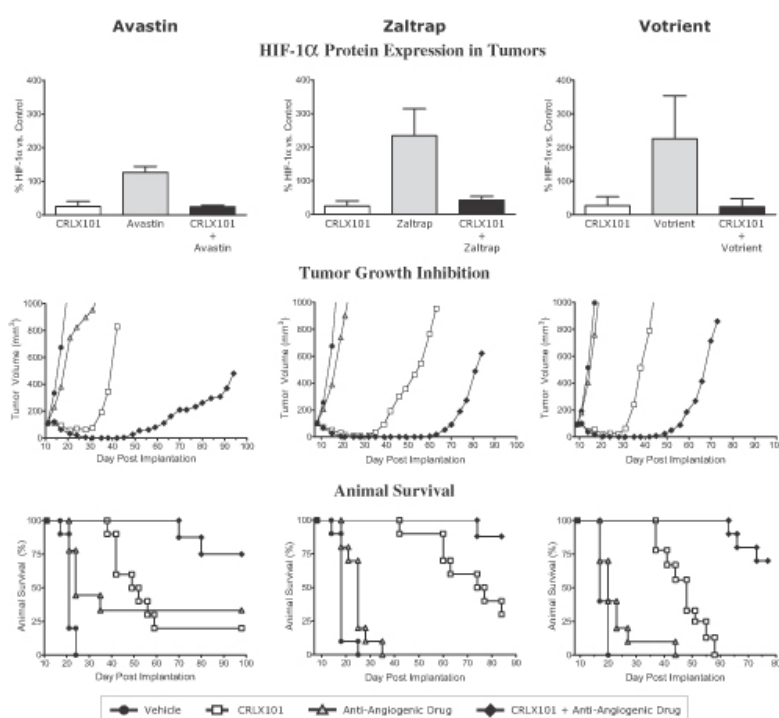 Avastin Zaltrap Votrient
HIF-1α Protein Expression in Tumors
% HIF-1α vs. Control
400
300
200
100
0
CRLX101 Avastin CRLX101 + Avastin
% HIF-1α vs. Control
400
300
200
100
0
CRLX101 Zaltrap CRLX101 + Zaltrap
% HIF-1α vs. Control
400
300
200
100
0
CRLX101 Votrient CRLX101 + Votrient
Tumor Growth Inhibition
Tumor Volume (mm³)
1000
800
600
400
200
0
10 20 30 40 50 60 70 80 90 100
Day Post Implantation
Tumor Volume (mm³)
1000
800
600
400
200
0
10 20 30 40 50 60 70 80 90 100
Day Post Implantation
Tumor Volume (mm³)
1000
800
600
400
200
0
10 20 30 40 50 60 70 80 90 100
Day Post Implantation
Animal Survival
Animal Survival (%)
100
75
50
25
0
10 20 30 40 50 60 70 80 90 100
Day Post Implantation
Animal Survival (%)
100
75
50
25
0
10 20 30 40 50 60 70 80 90
Day Post Implantation
Animal Survival (%)
100
75
50
25
0
10 20 30 40 50 60 70 80
Day Post Implantation
Vehicle CRLX101 Anti-Angiogenic Drug CRLX101 + Anti-Angiogenic Drug